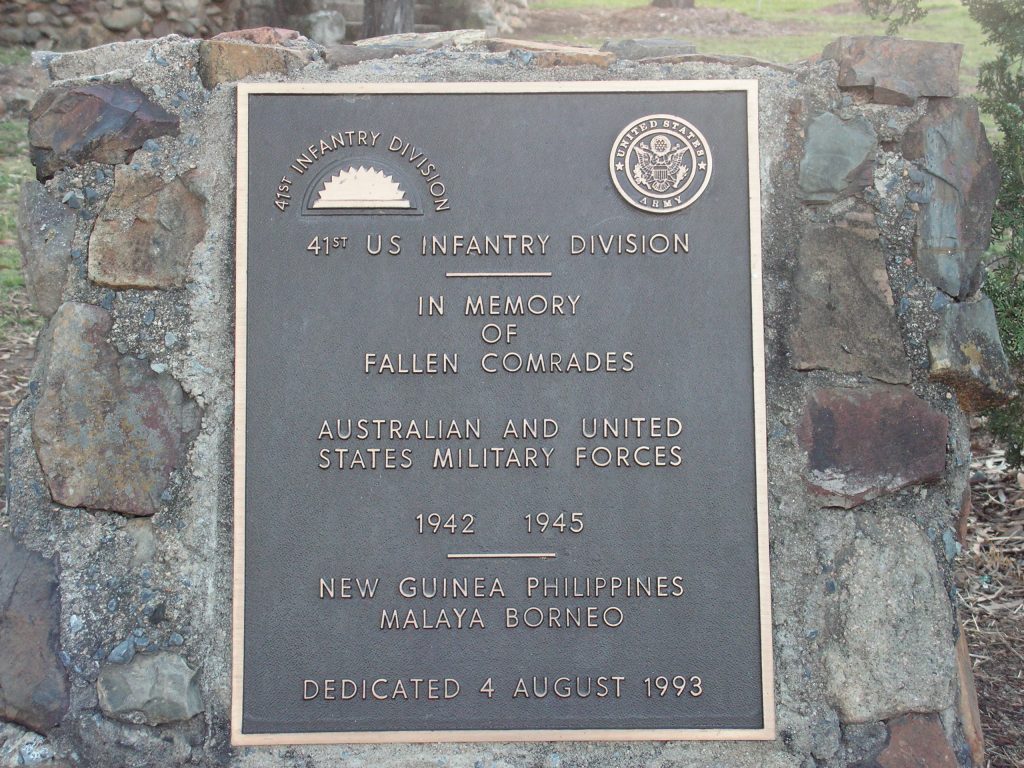 41ST INFANTRY DIVISION
UNITED STATES
ARMY
41ST US INFANTRY DIVISION
IN MEMORY
OF
FALLEN COMRADES
AUSTRALIAN AND UNITED
STATES MILITARY FORCES
1942 1945
NEW GUINEA PHILIPPINES
MALAYA BORNEO
DEDICATED 4 AUGUST 1993